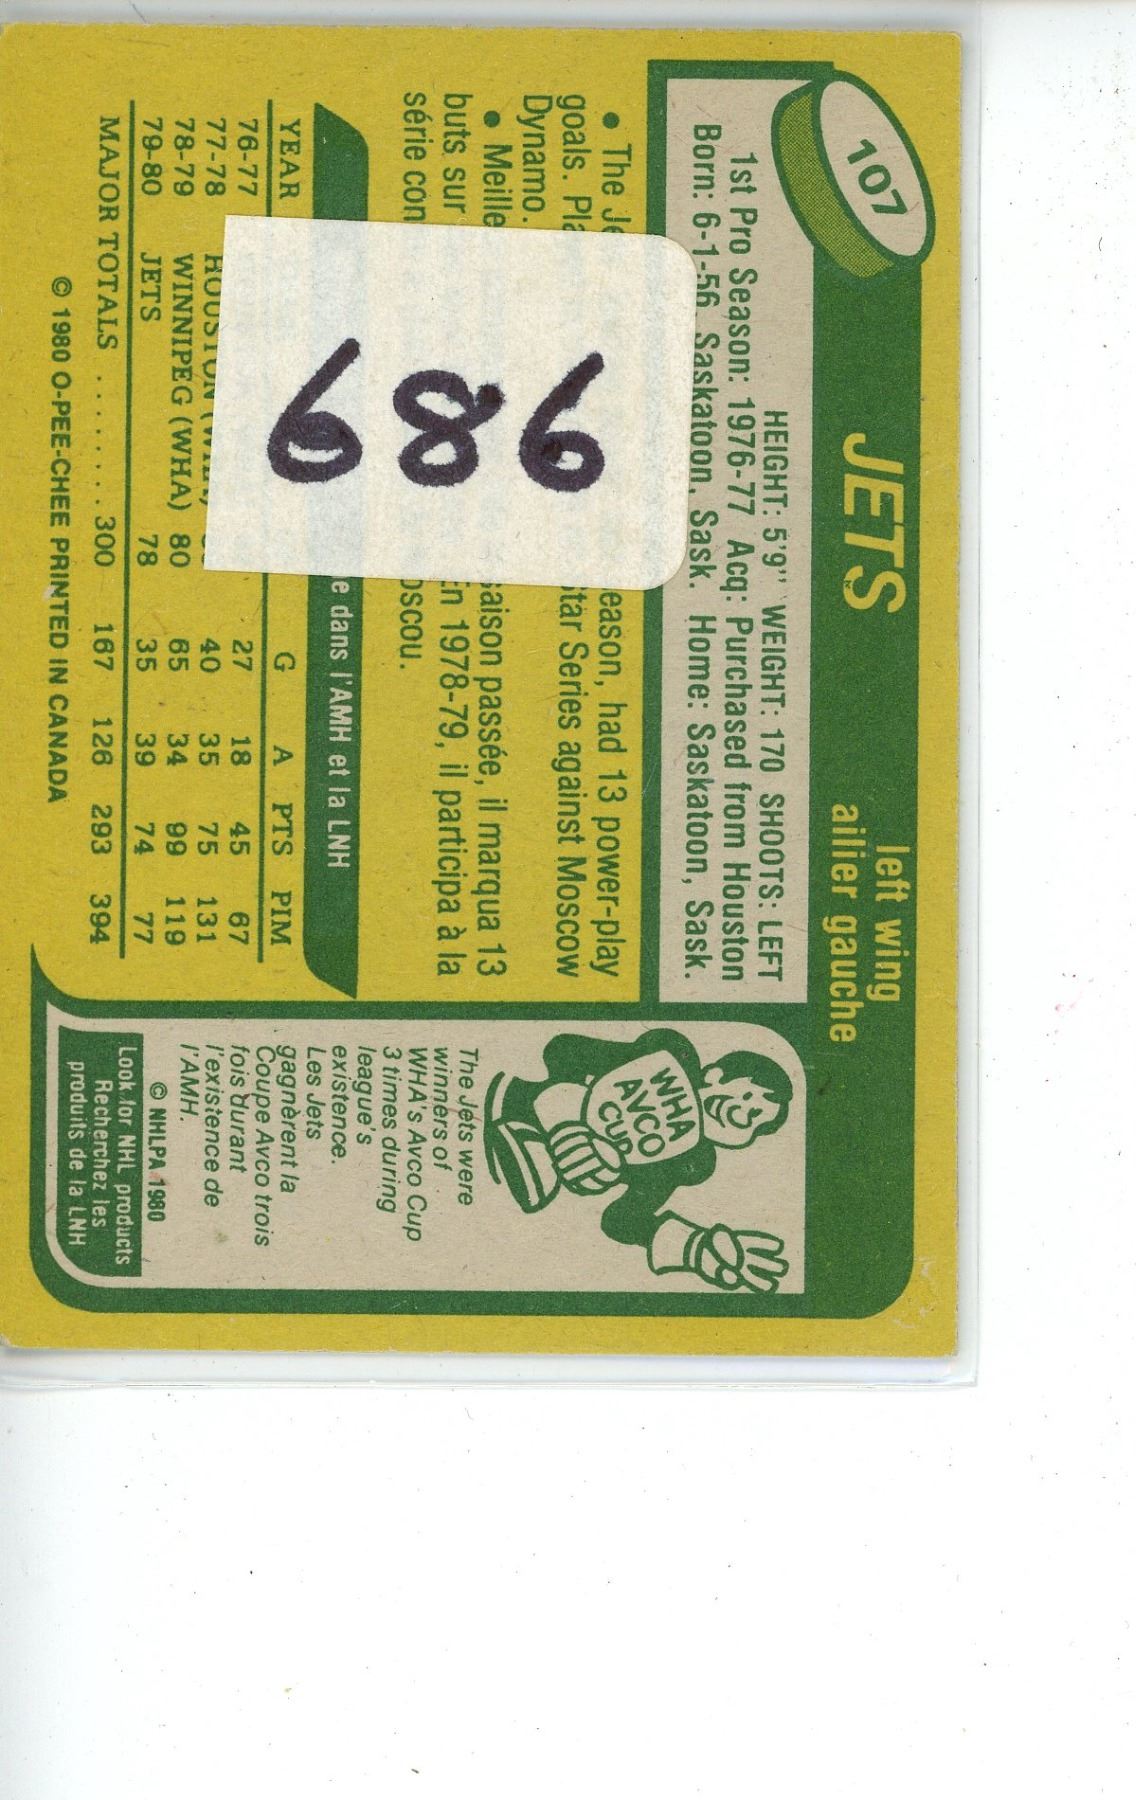 107
JETS
left wing
ailier gauche
HEIGHT: 5'9" WEIGHT: 170 SHOOTS: LEFT
1st Pro Season: 1976-77 Acq: Purchased from Houston
Born: 6-1-56 Saskatoon, Sask. Home: Saskatoon, Sask.
• The Je eason, had 13 power-play
goals. Pla tar Series against Moscow
Dynamo.
• Meille saison passée, il marqua 13
buts sur En 1978-79, il participa à la
série con oscou.
686
e dans l'AMH et la LNH
YEAR G A PTS PIM
76-77 27 18 45 67
77-78 HOUSTON (WHA) 40 35 75 131
78-79 WINNIPEG (WHA) 80 65 34 99 119
79-80 JETS 78 35 39 74 77
MAJOR TOTALS .......... 300 167 126 293 394
© 1980 O-PEE-CHEE PRINTED IN CANADA
WHA
AVCO
CUP
The Jets were
winners of
WHA's Avco Cup
3 times during
league's
existence.
Les Jets
gagnèrent la
Coupe Avco trois
fois durant
l'existence de
l'AMH.
© NHLPA 1980
Look for NHL products
Recherchez les
produits de la LNH